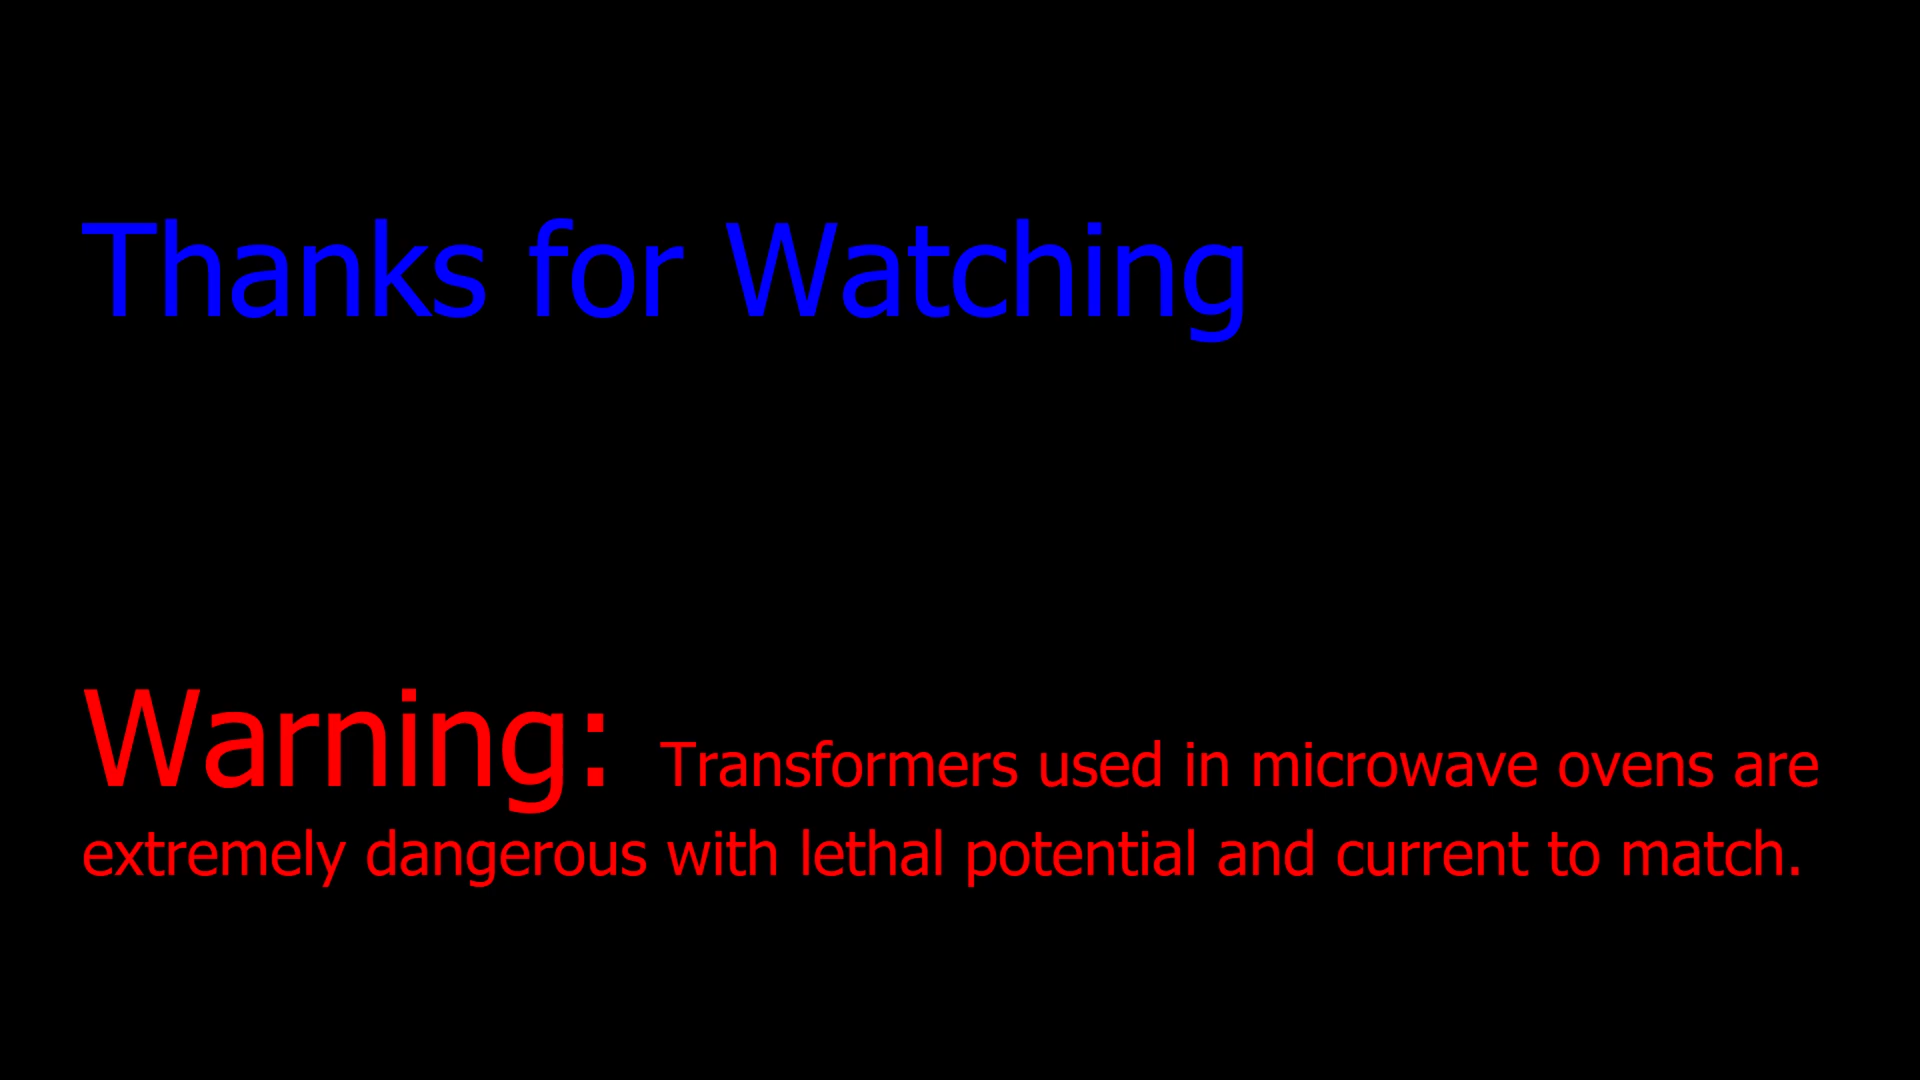 Thanks for Watching
Warning: Transformers used in microwave ovens are
extremely dangerous with lethal potential and current to match.